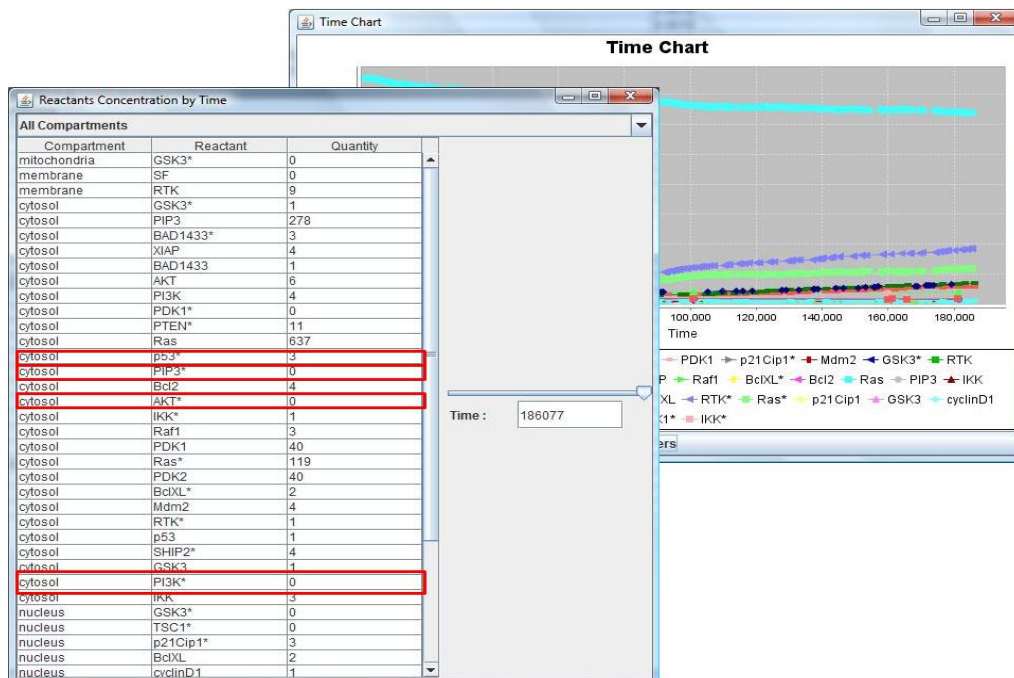 Time Chart
Time Chart
100,000 120,000 140,000 160,000 180,000
Time
PDK1 p21Cip1* Mdm2 GSK3* RTK
P Raf1 BclXL* Bcl2 Ras PIP3 IKK
XL RTK* Ras* p21Cip1 GSK3 cyclinD1
K1* IKK*
ers
Reactants Concentration by Time
All Compartments
Compartment Reactant Quantity
mitochondria GSK3* 0
membrane SF 0
membrane RTK 9
cytosol GSK3* 1
cytosol PIP3 278
cytosol BAD1433* 3
cytosol XIAP 4
cytosol BAD1433 1
cytosol AKT 6
cytosol PI3K 4
cytosol PDK1* 0
cytosol PTEN* 11
cytosol Ras 637
cytosol p53* 3
cytosol PIP3* 0
cytosol Bcl2 4
cytosol AKT* 0
cytosol IKK* 1
cytosol Raf1 3
cytosol PDK1 40
cytosol Ras* 119
cytosol PDK2 40
cytosol BclXL* 2
cytosol Mdm2 4
cytosol RTK* 1
cytosol p53 1
cytosol SHIP2* 4
cytosol GSK3 1
cytosol PI3K* 0
cytosol IKK 3
nucleus GSK3* 0
nucleus TSC1* 0
nucleus p21Cip1* 3
nucleus BclXL 2
nucleus cyclinD1 1
Time : 186077